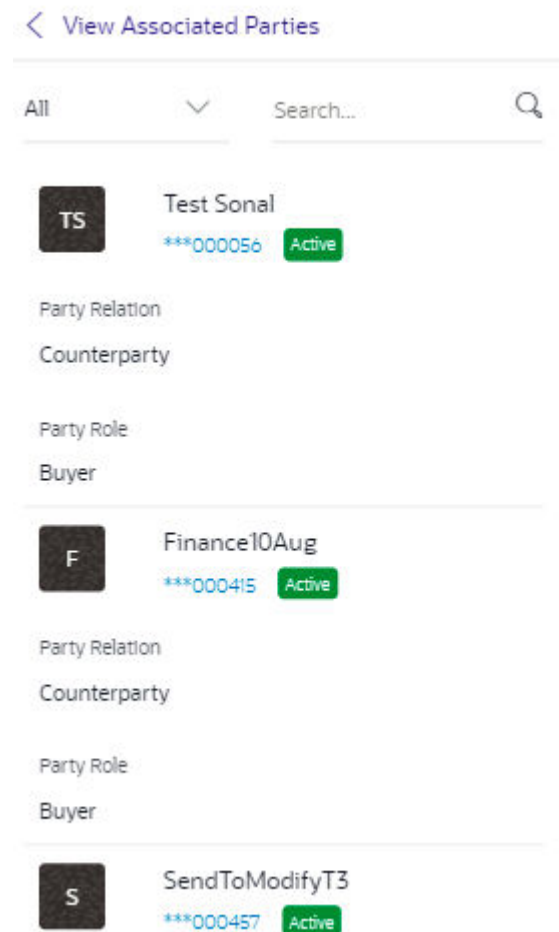 View Associated Parties
All Search...
TS Test Sonal
***000056 Active
Party Relation
Counterparty
Party Role
Buyer
F Finance10Aug
***000415 Active
Party Relation
Counterparty
Party Role
Buyer
S SendToModifyT3
***000457 Active